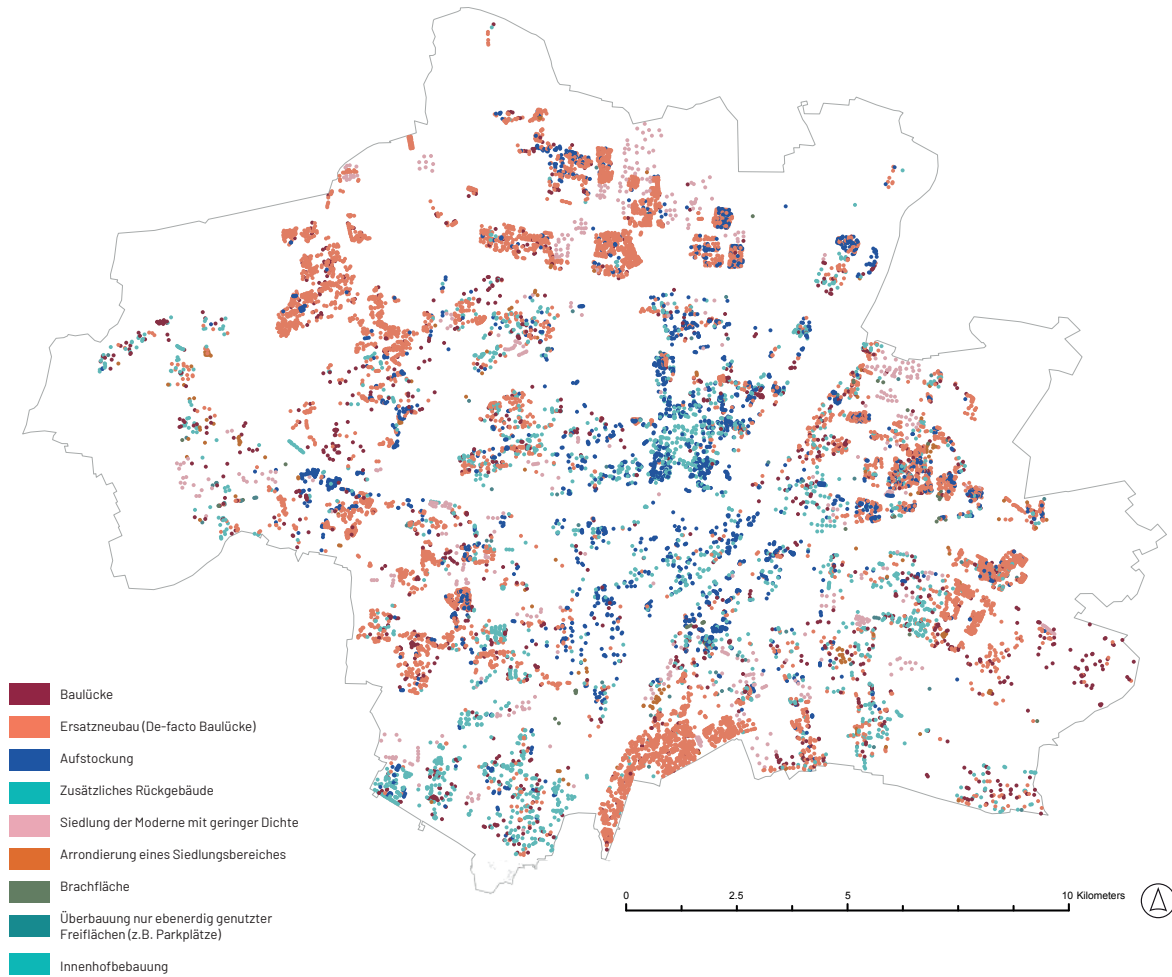 Baulücke
Ersatzneubau (De-facto Baulücke)
Aufstockung
Zusätzliches Rückgebäude
Siedlung der Moderne mit geringer Dichte
Arrondierung eines Siedlungsbereiches
Brachfläche
Überbauung nur ebenerdig genutzter
Freiflächen (z.B. Parkplätze)
Innenhofbebauung
0 2.5 5 10 Kilometers